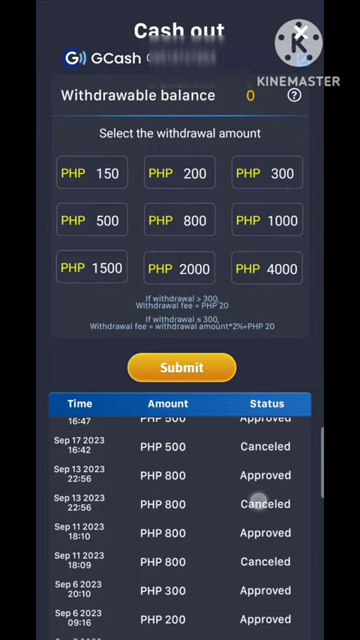 Cash out
GCash
KINEMASTER
Withdrawable balance 0 ?
Select the withdrawal amount
PHP 150 PHP 200 PHP 300
PHP 500 PHP 800 PHP 1000
PHP 1500 PHP 2000 PHP 4000
If withdrawal > 300,
Withdrawal fee = PHP 20
If withdrawal ≤ 300,
Withdrawal fee = withdrawal amount*2%+PHP 20
Submit
Time Amount Status
16:47 PHP 500 Approved
Sep 17 2023
16:42 PHP 500 Canceled
Sep 13 2023
22:56 PHP 800 Approved
Sep 13 2023
22:56 PHP 800 Canceled
Sep 11 2023
18:10 PHP 800 Approved
Sep 11 2023
18:09 PHP 800 Canceled
Sep 6 2023
20:10 PHP 300 Approved
Sep 6 2023
09:16 PHP 200 Approved